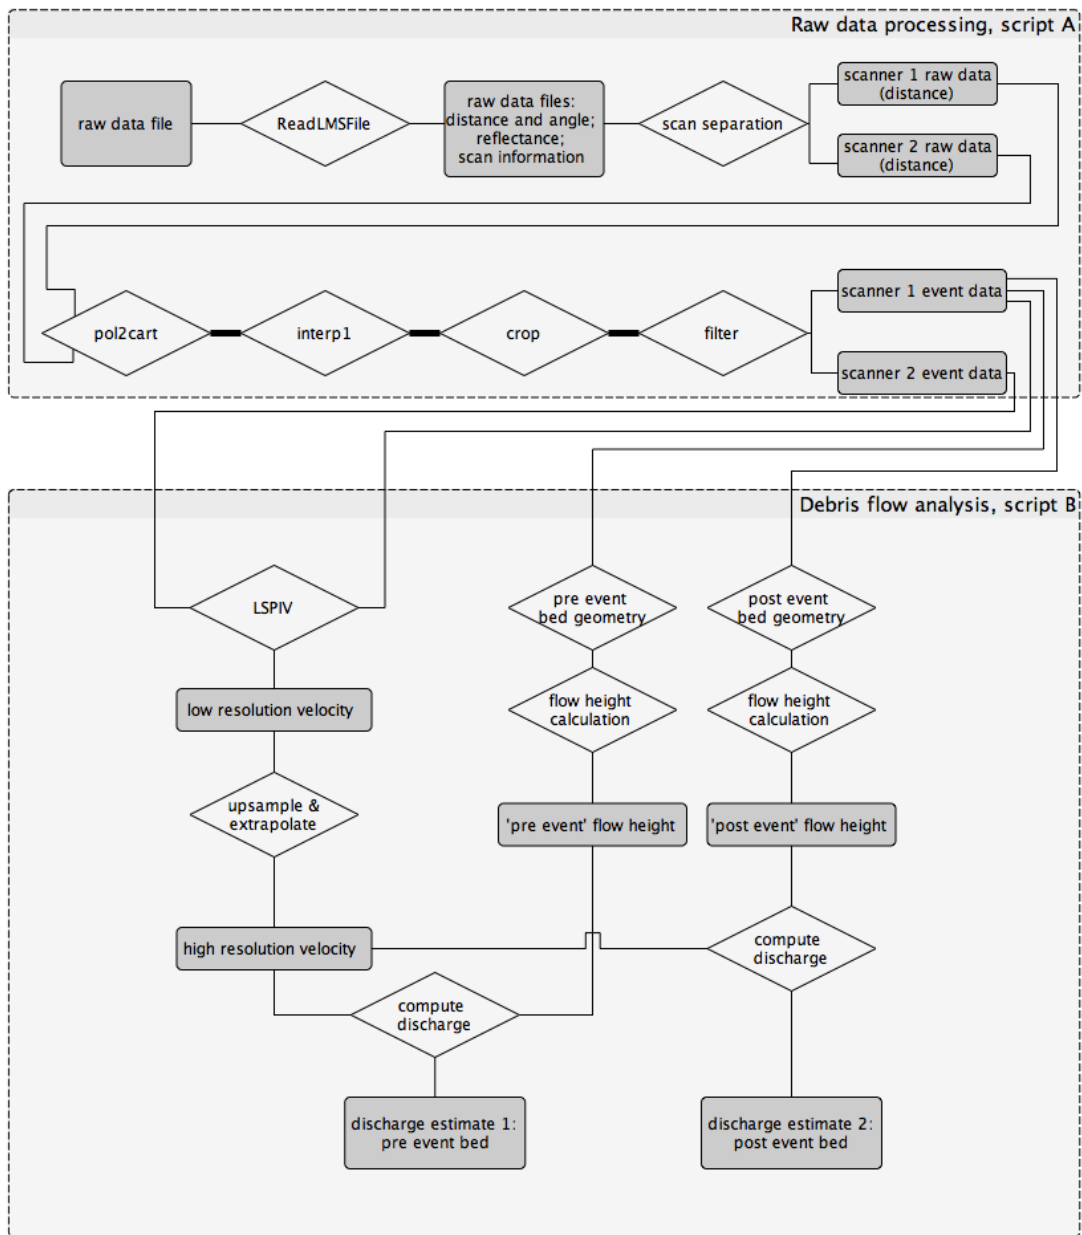 Raw data processing, script A
raw data file
ReadLMSFile
raw data files:
distance and angle;
reflectance;
scan information
scan separation
scanner 1 raw data
(distance)
scanner 2 raw data
(distance)
pol2cart
interp1
crop
filter
scanner 1 event data
scanner 2 event data
Debris flow analysis, script B
LSPIV
pre event
bed geometry
post event
bed geometry
low resolution velocity
flow height
calculation
flow height
calculation
upsample &
extrapolate
'pre event' flow height
'post event' flow height
high resolution velocity
compute
discharge
compute
discharge
discharge estimate 1:
pre event bed
discharge estimate 2:
post event bed